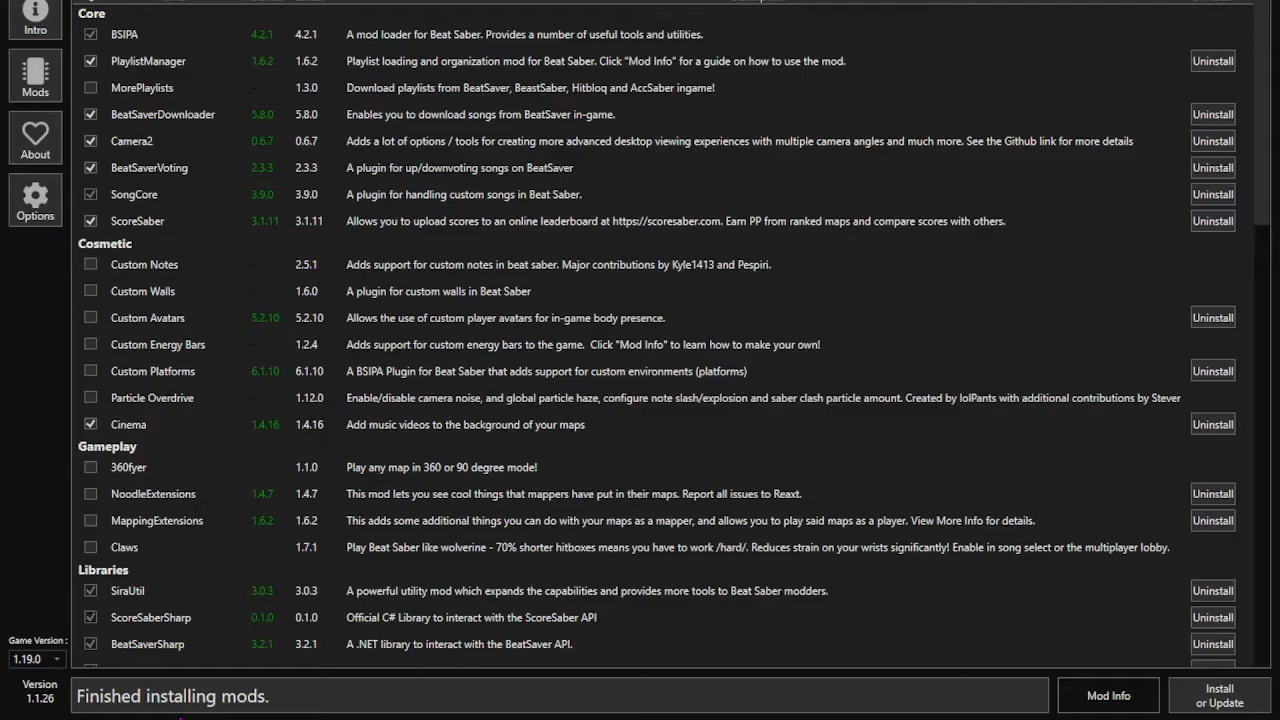 Intro
Mods
About
Options
Game Version :
1.19.0
Version
1.1.26
Core
BSIPA 4.2.1 4.2.1 A mod loader for Beat Saber. Provides a number of useful tools and utilities.
PlaylistManager 1.6.2 1.6.2 Playlist loading and organization mod for Beat Saber. Click "Mod Info" for a guide on how to use the mod. Uninstall
MorePlaylists - 1.3.0 Download playlists from BeatSaver, BeastSaber, Hitbloq and AccSaber ingame!
BeatSaverDownloader 5.8.0 5.8.0 Enables you to download songs from BeatSaver in-game. Uninstall
Camera2 0.6.7 0.6.7 Adds a lot of options / tools for creating more advanced desktop viewing experiences with multiple camera angles and much more. See the Github link for more details Uninstall
BeatSaverVoting 2.3.3 2.3.3 A plugin for up/downvoting songs on BeatSaver Uninstall
SongCore 3.9.0 3.9.0 A plugin for handling custom songs in Beat Saber. Uninstall
ScoreSaber 3.1.11 3.1.11 Allows you to upload scores to an online leaderboard at https://scoresaber.com. Earn PP from ranked maps and compare scores with others. Uninstall
Cosmetic
Custom Notes - 2.5.1 Adds support for custom notes in beat saber. Major contributions by Kyle1413 and Pespiri.
Custom Walls 1.6.0 A plugin for custom walls in Beat Saber
Custom Avatars 5.2.10 5.2.10 Allows the use of custom player avatars for in-game body presence. Uninstall
Custom Energy Bars - 1.2.4 Adds support for custom energy bars to the game. Click "Mod Info" to learn how to make your own!
Custom Platforms 6.1.10 6.1.10 A BSIPA Plugin for Beat Saber that adds support for custom environments (platforms) Uninstall
Particle Overdrive - 1.12.0 Enable/disable camera noise, and global particle haze, configure note slash/explosion and saber clash particle amount. Created by lolPants with additional contributions by Stever
Cinema 1.4.16 1.4.16 Add music videos to the background of your maps Uninstall
Gameplay
360fyer 1.1.0 Play any map in 360 or 90 degree mode!
NoodleExtensions 1.4.7 1.4.7 This mod lets you see cool things that mappers have put in their maps. Report all issues to Reaxt. Uninstall
MappingExtensions 1.6.2 1.6.2 This adds some additional things you can do with your maps as a mapper, and allows you to play said maps as a player. View More Info for details. Uninstall
Claws 1.7.1 Play Beat Saber like wolverine - 70% shorter hitboxes means you have to work /hard/. Reduces strain on your wrists significantly! Enable in song select or the multiplayer lobby.
Libraries
SiraUtil 3.0.3 3.0.3 A powerful utility mod which expands the capabilities and provides more tools to Beat Saber modders. Uninstall
ScoreSaberSharp 0.1.0 0.1.0 Official C# Library to interact with the ScoreSaber API Uninstall
BeatSaverSharp 3.2.1 3.2.1 A .NET library to interact with the BeatSaver API. Uninstall
Finished installing mods.
Mod Info
Install
or Update